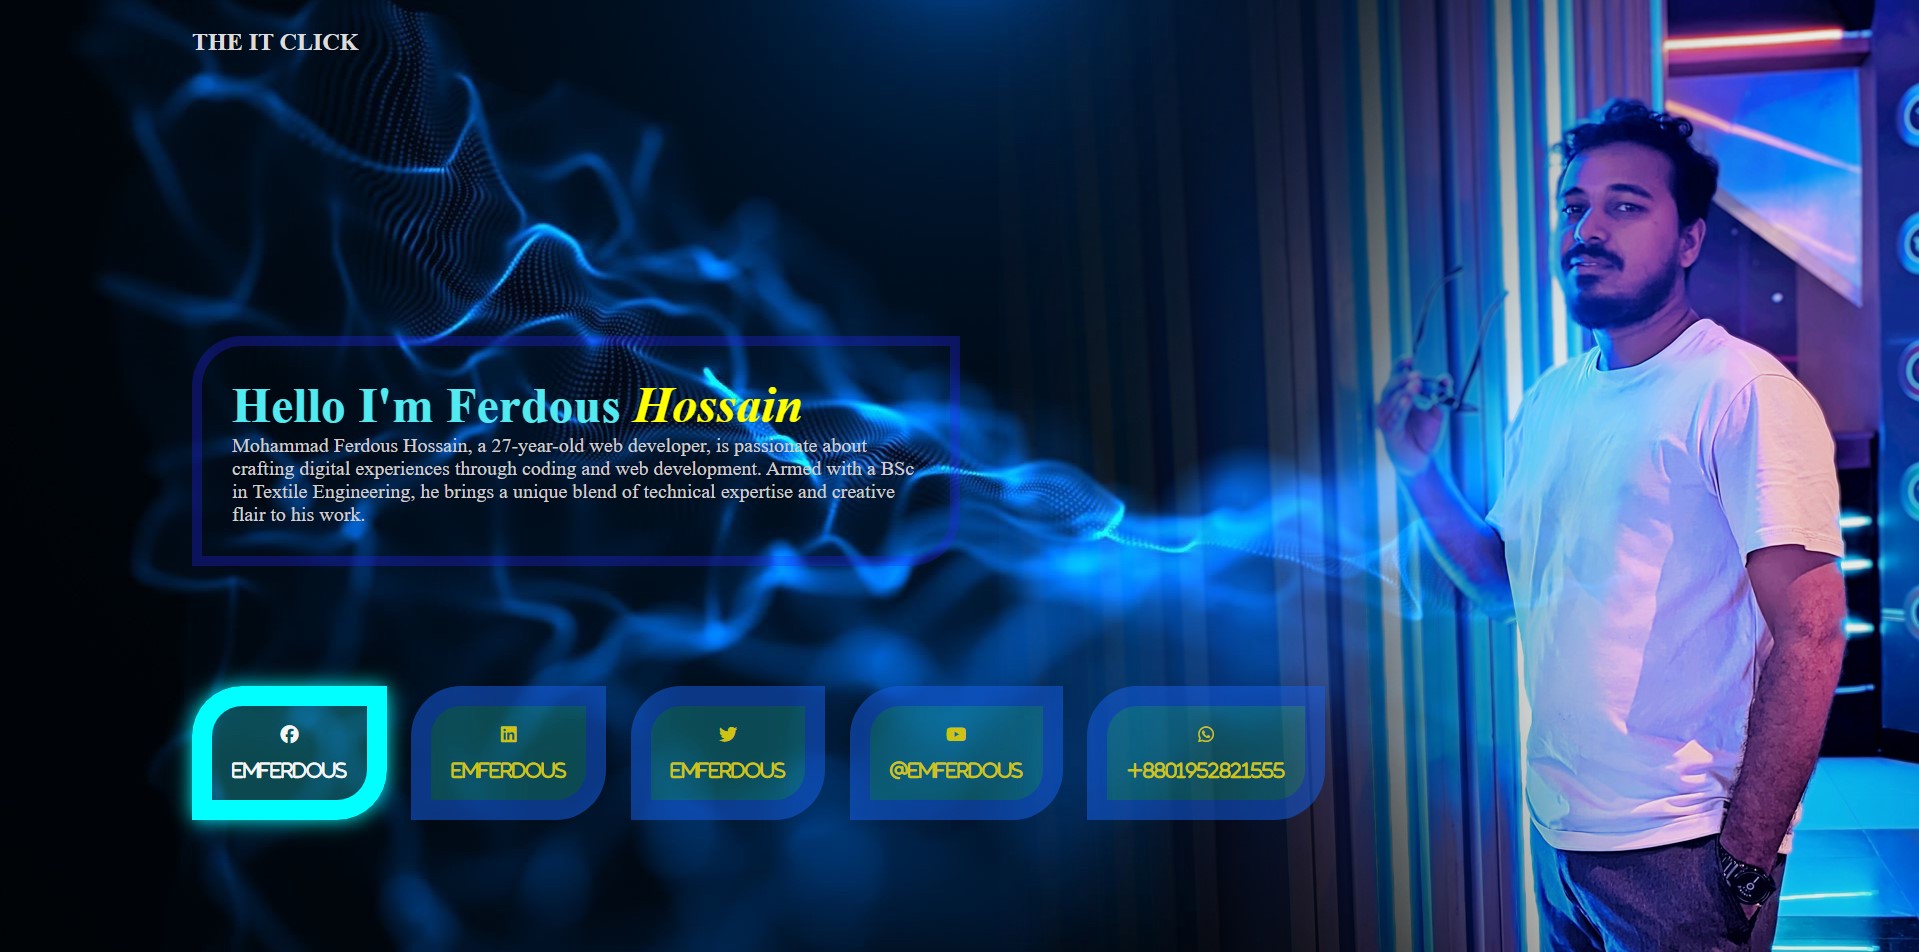 THE IT CLICK
Hello I'm Ferdous Hossain
Mohammad Ferdous Hossain, a 27-year-old web developer, is passionate about
crafting digital experiences through coding and web development. Armed with a BSc
in Textile Engineering, he brings a unique blend of technical expertise and creative
flair to his work.
EMFERDOUS
EMFERDOUS
EMFERDOUS
@EMFERDOUS
+8801952821555